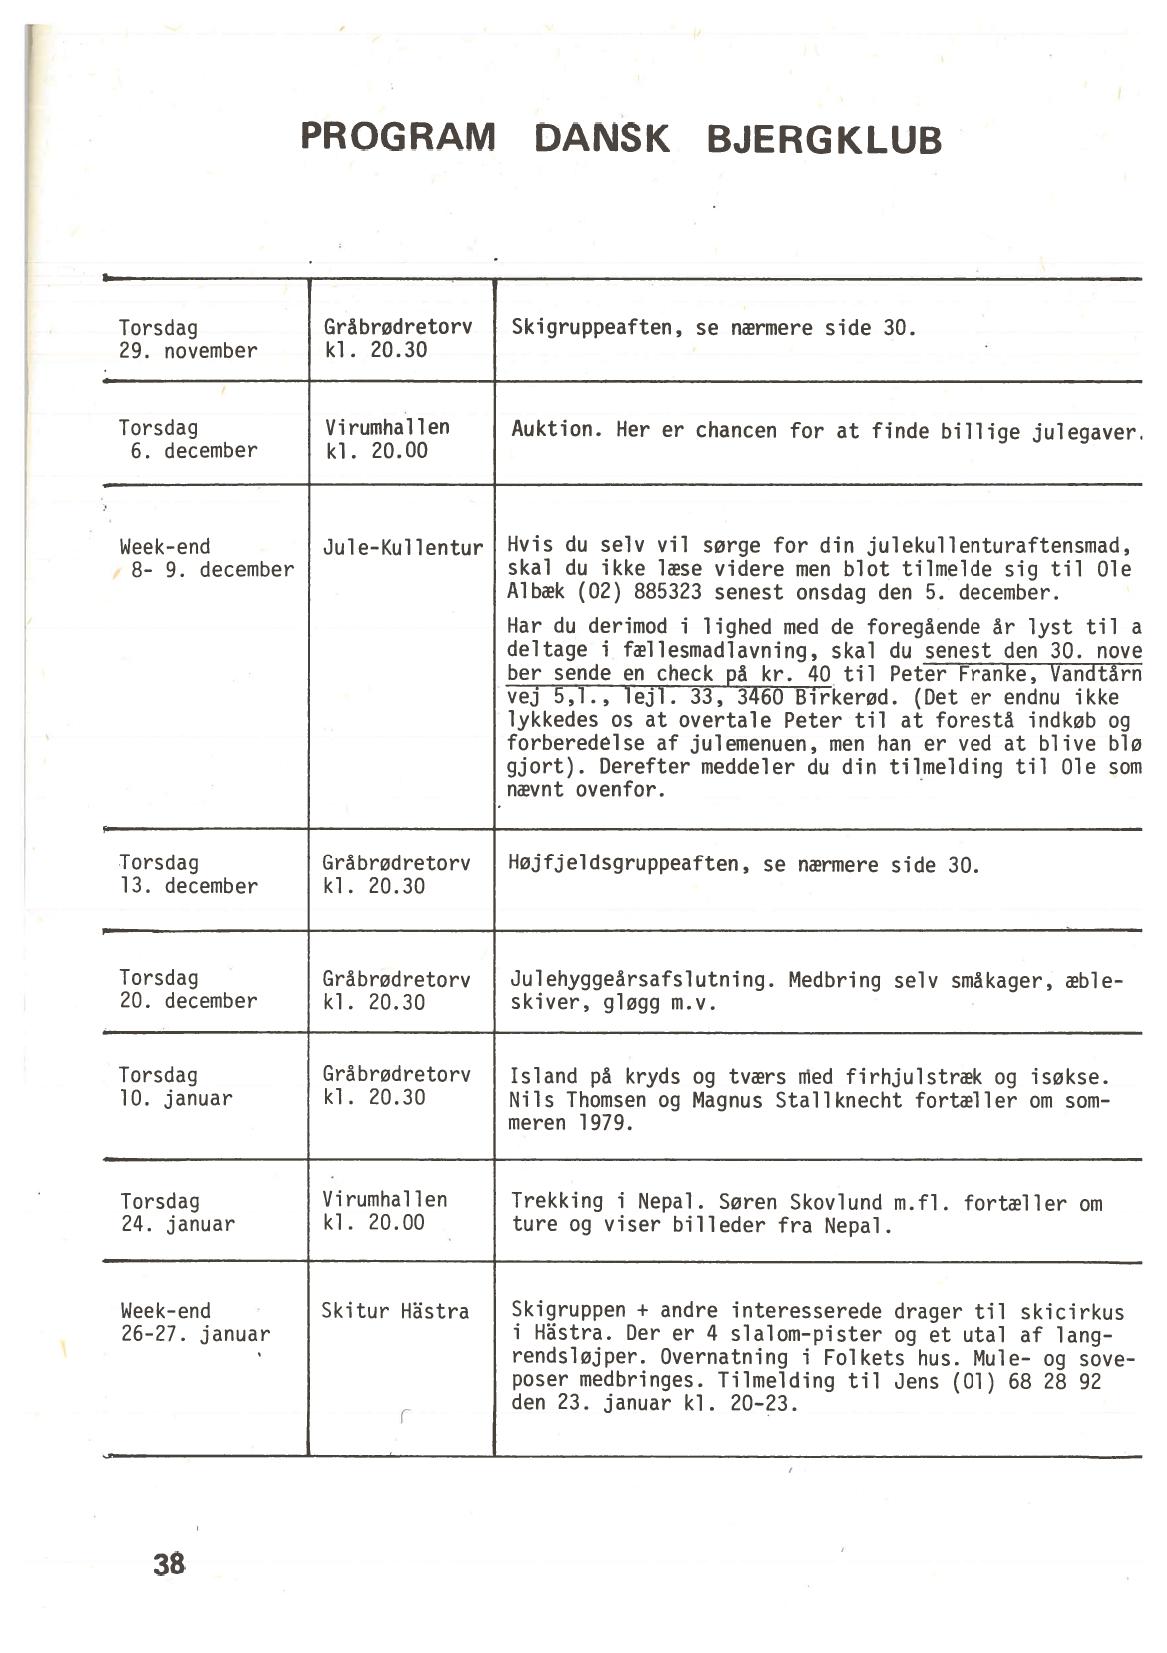 PROGRAM DANSK BJERGKLUB
Torsdag
29. november
Gråbrødretorv
kl. 20.30
Skigruppeaften, se nærmere side 30.
Torsdag
6. december
Virumhallen
kl. 20.00
Auktion. Her er chancen for at finde billige julegaver.
Week-end
8- 9. december
Jule-Kullentur
Hvis du selv vil sørge for din julekullenturaftensmad,
skal du ikke læse videre men blot tilmelde sig til Ole
Albæk (02) 885323 senest onsdag den 5. december.
Har du derimod i lighed med de foregående år lyst til a
deltage i fællesmadlavning, skal du senest den 30. nove
ber sende en check på kr. 40 til Peter Franke, Vandtårn
vej 5,1., lejl. 33, 3460 Birkerød. (Det er endnu ikke
lykkedes os at overtale Peter til at forestå indkøb og
forberedelse af julemenuen, men han er ved at blive blø
gjort). Derefter meddeler du din tilmelding til Ole som
nævnt ovenfor.
Torsdag
13. december
Gråbrødretorv
kl. 20.30
Højfjeldsgruppeaften, se nærmere side 30.
Torsdag
20. december
Gråbrødretorv
kl. 20.30
Julehyggeårsafslutning. Medbring selv småkager, æble-
skiver, gløgg m.v.
Torsdag
10. januar
Gråbrødretorv
kl. 20.30
Island på kryds og tværs med firhjulstræk og isøkse.
Nils Thomsen og Magnus Stallknecht fortæller om som-
meren 1979.
Torsdag
24. januar
Virumhallen
kl. 20.00
Trekking i Nepal. Søren Skovlund m.fl. fortæller om
ture og viser billeder fra Nepal.
Week-end
26-27. januar
Skitur Hästra
Skigruppen + andre interesserede drager til skicirkus
i Hästra. Der er 4 slalom-pister og et utal af lang-
rendsløjper. Overnatning i Folkets hus. Mule- og sove-
poser medbringes. Tilmelding til Jens (01) 68 28 92
den 23. januar kl. 20-23.
38